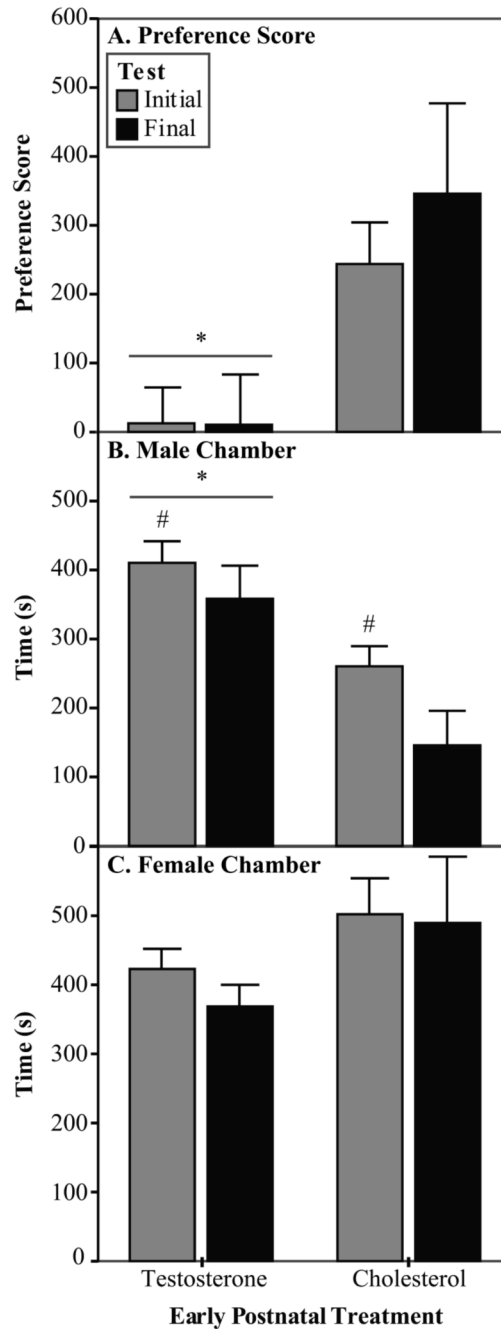 600
A. Preference Score
Test
Initial
Final
500
400
300
200
100
0
Preference Score
*
B. Male Chamber
*
#
#
500
400
300
200
100
0
Time (s)
C. Female Chamber
500
400
300
200
100
0
Time (s)
Testosterone Cholesterol
Early Postnatal Treatment